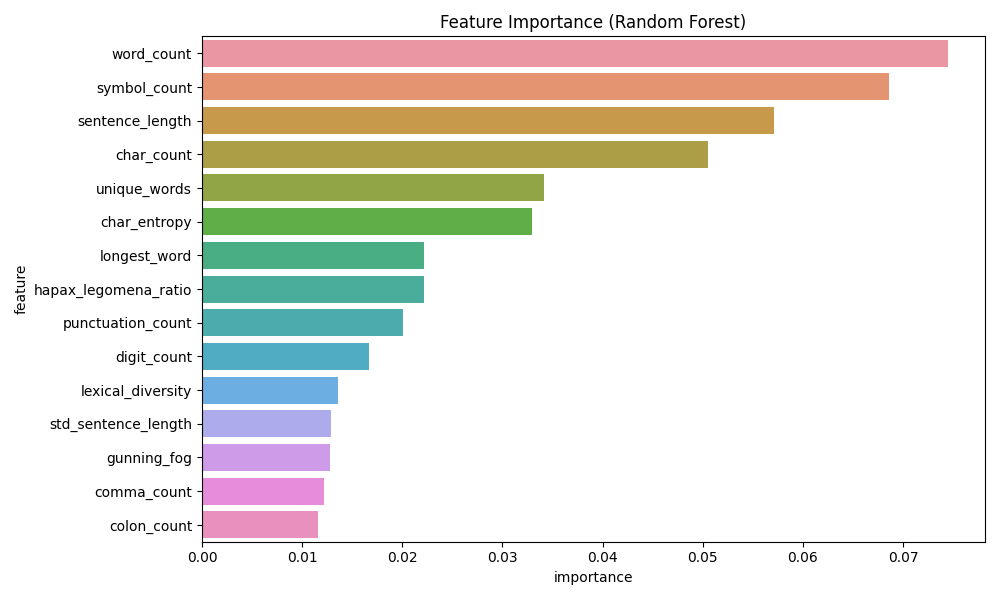 Feature Importance (Random Forest)
word_count
symbol_count
sentence_length
char_count
unique_words
char_entropy
longest_word
hapax_legomena_ratio
punctuation_count
digit_count
lexical_diversity
std_sentence_length
gunning_fog
comma_count
colon_count
feature
0.00 0.01 0.02 0.03 0.04 0.05 0.06 0.07
importance